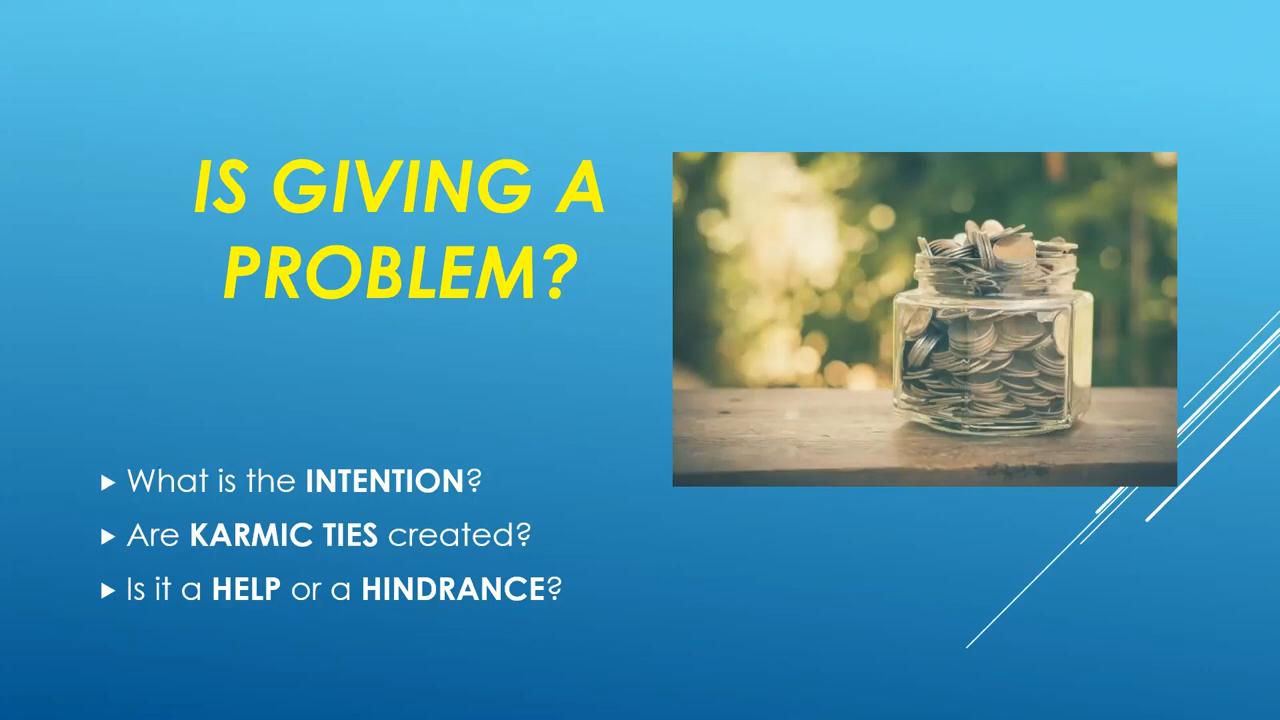 IS GIVING A
PROBLEM?
What is the INTENTION?
Are KARMIC TIES created?
Is it a HELP or a HINDRANCE?